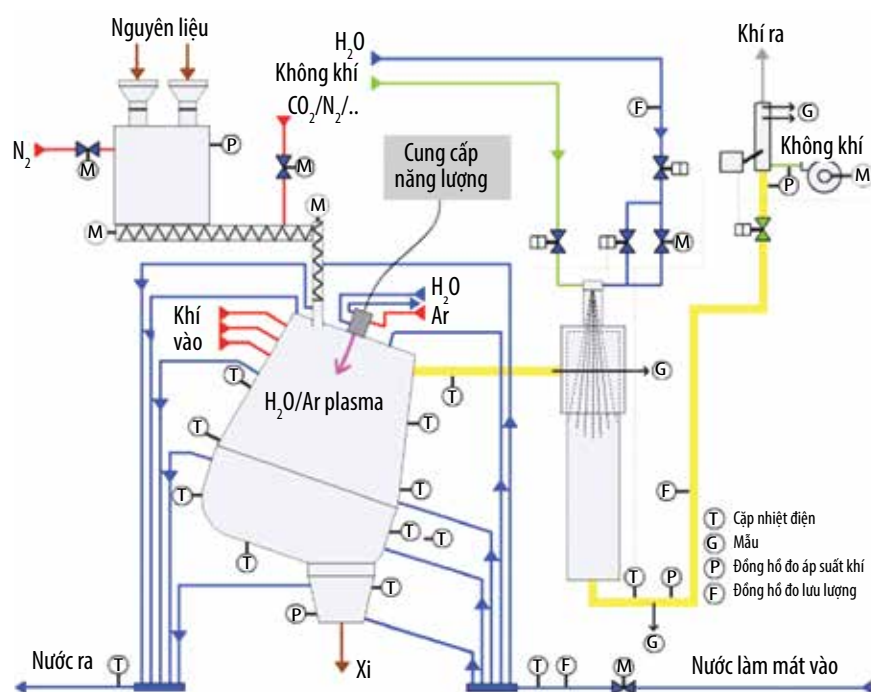 Nguyên liệu
H₂O
Không khí
CO₂/N₂/..
Khí ra
F
G
N₂
M
P
M
Cung cấp
năng lượng
Không khí
P
M
M
M
M
H₂O
Ar
Khí
vào
T
H₂O/Ar plasma
T
G
T
T
T
T
T
T
T
T
F
T
P
T
P
G
T Cặp nhiệt điện
G Mẫu
P Đồng hồ đo áp suất khí
F Đồng hồ đo lưu lượng
Nước ra
T
Xỉ
T
F
M
Nước làm mát vào